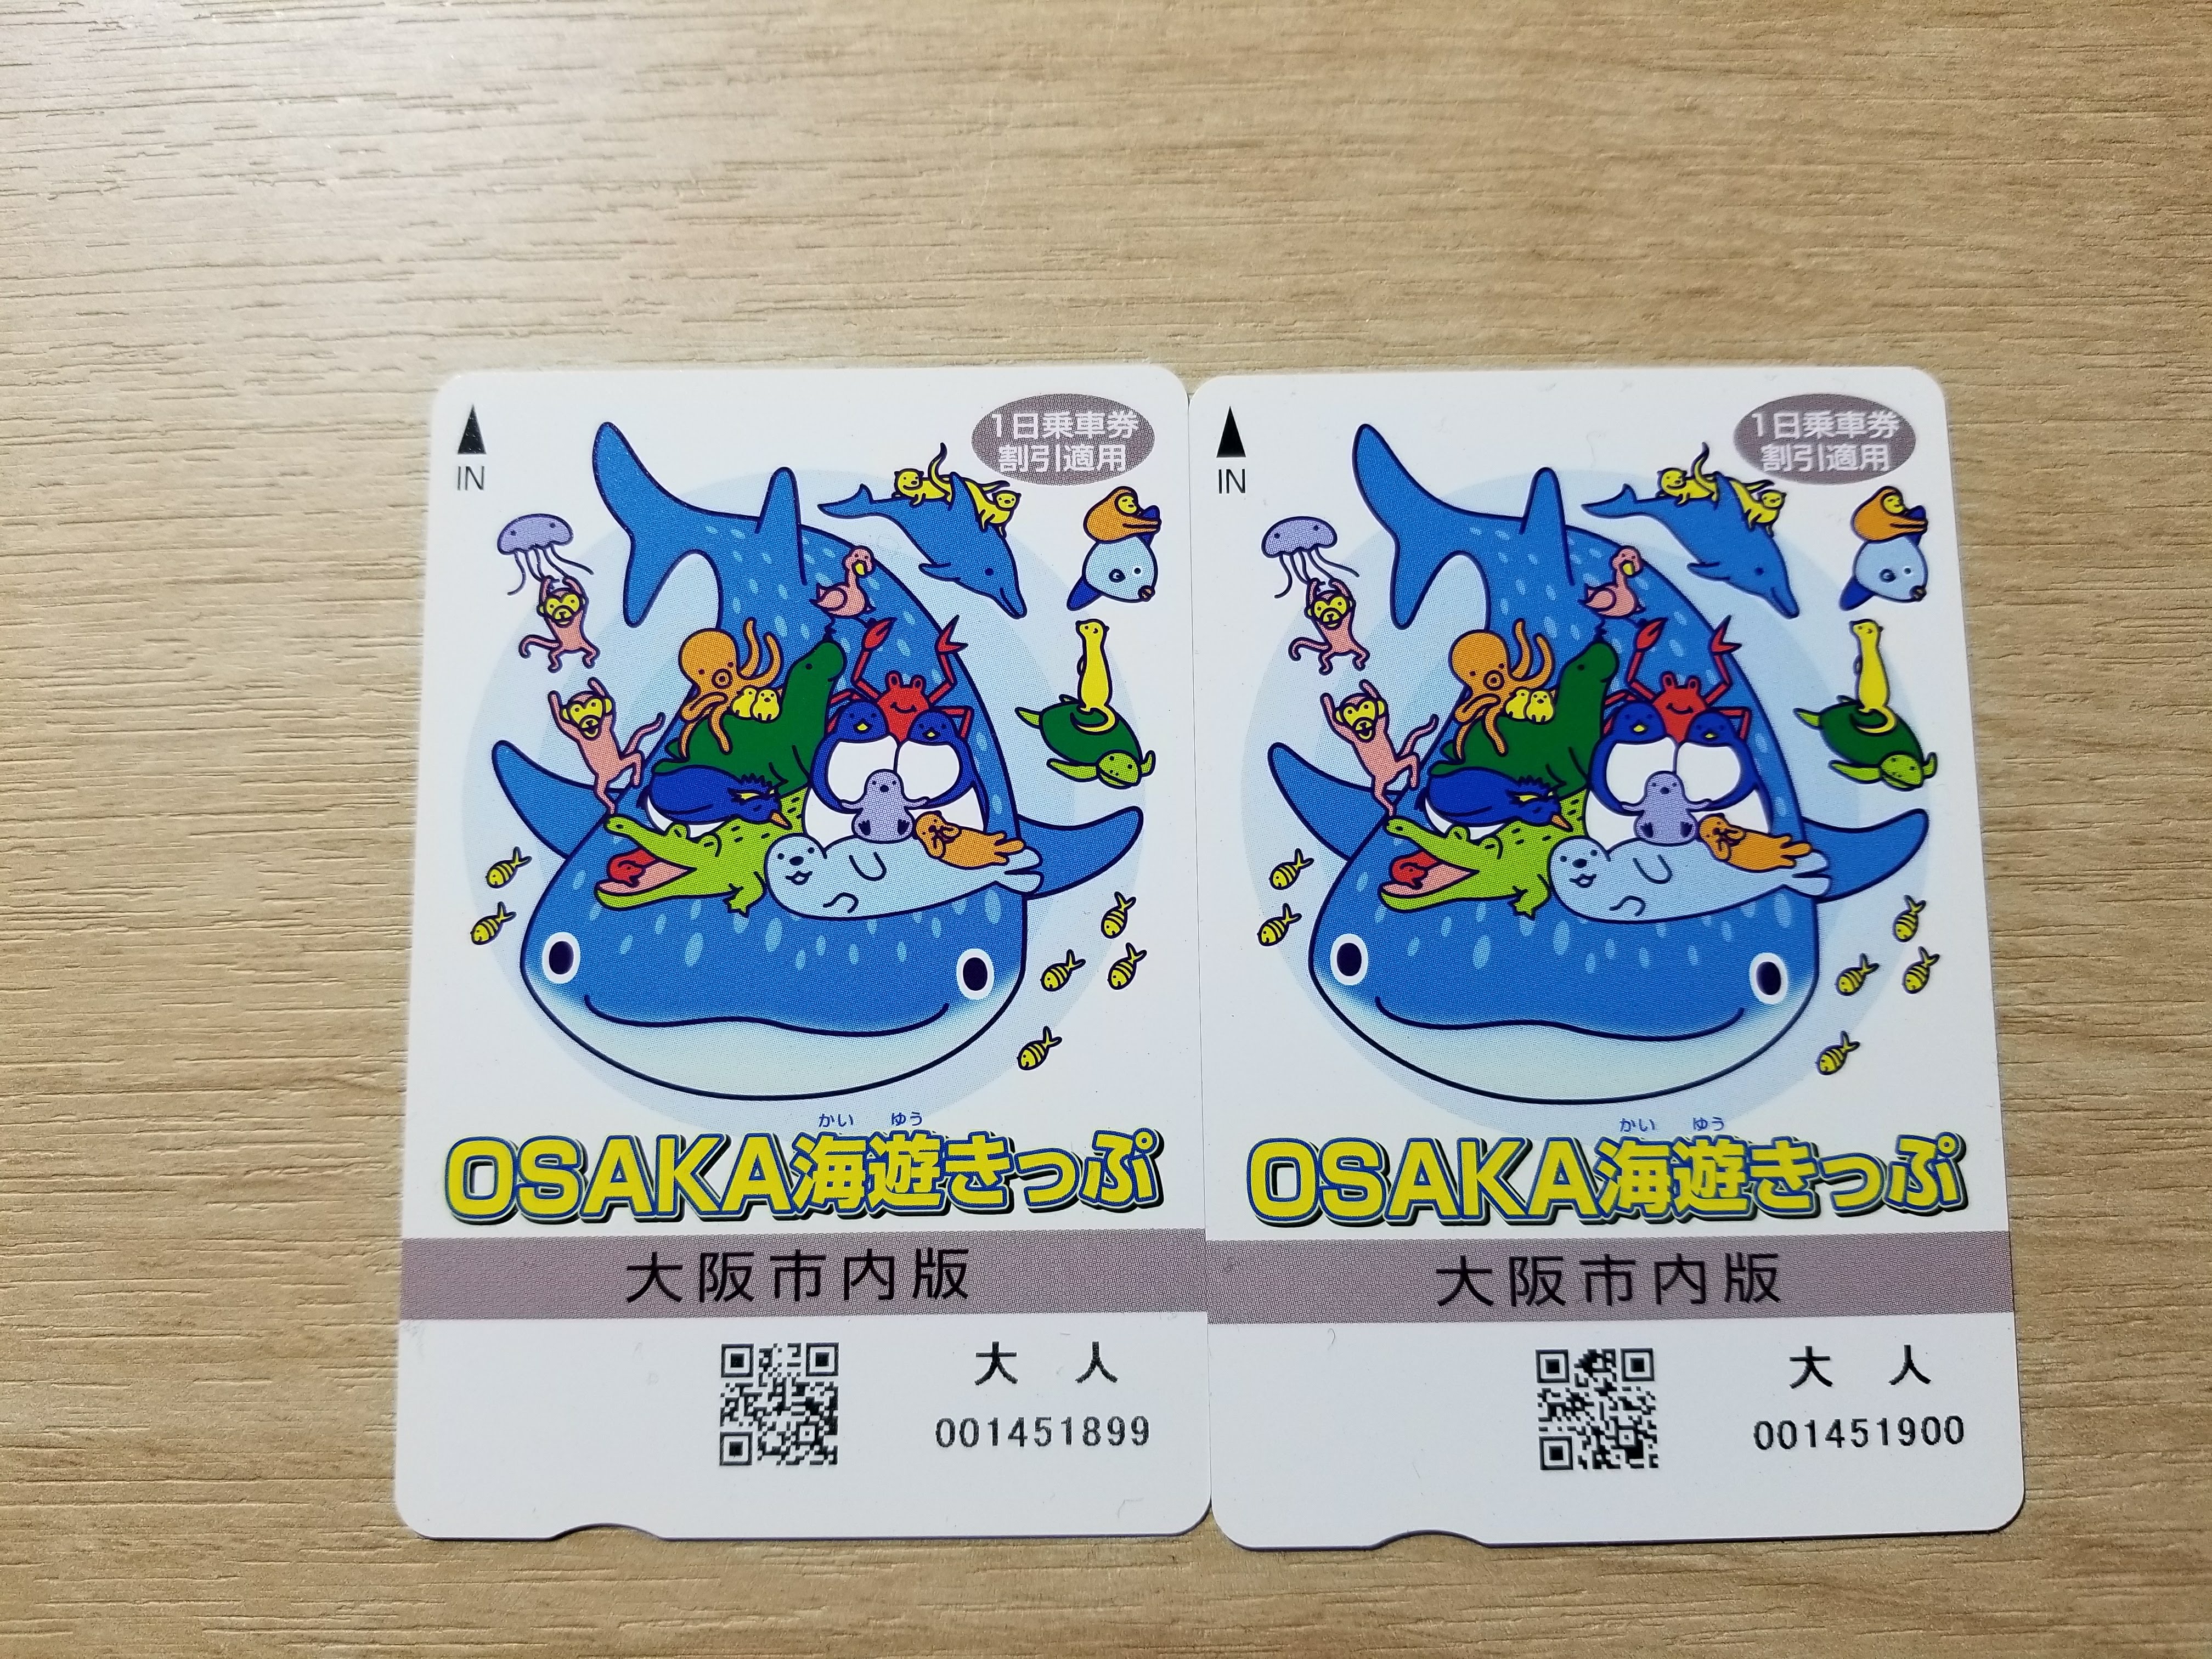 1日乗車券
割引適用
IN
かい ゆう
OSAKA海遊きっぷ
大阪市内版
大人
001451899
1日乗車券
割引適用
IN
かい ゆう
OSAKA海遊きっぷ
大阪市内版
大人
001451900